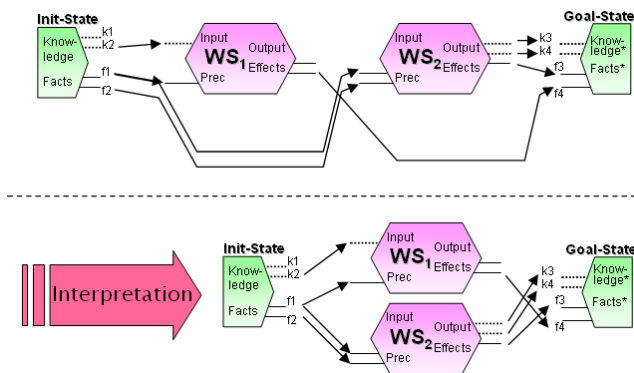 Init-State
Goal-State
k1
k2
Know-
ledge
Facts
f1
f2
Input
Output
WS1
Effects
Prec
Input
Output
WS2
Effects
Prec
k3
k4
Know-
ledge*
Facts*
f3
f4
Interpretation
Init-State
Goal-State
k1
k2
Know-
ledge
Facts
f1
f2
Input
Output
WS1
Effects
Prec
Input
Output
WS2
Effects
Prec
k3
k4
Know-
ledge*
Facts*
f3
f4